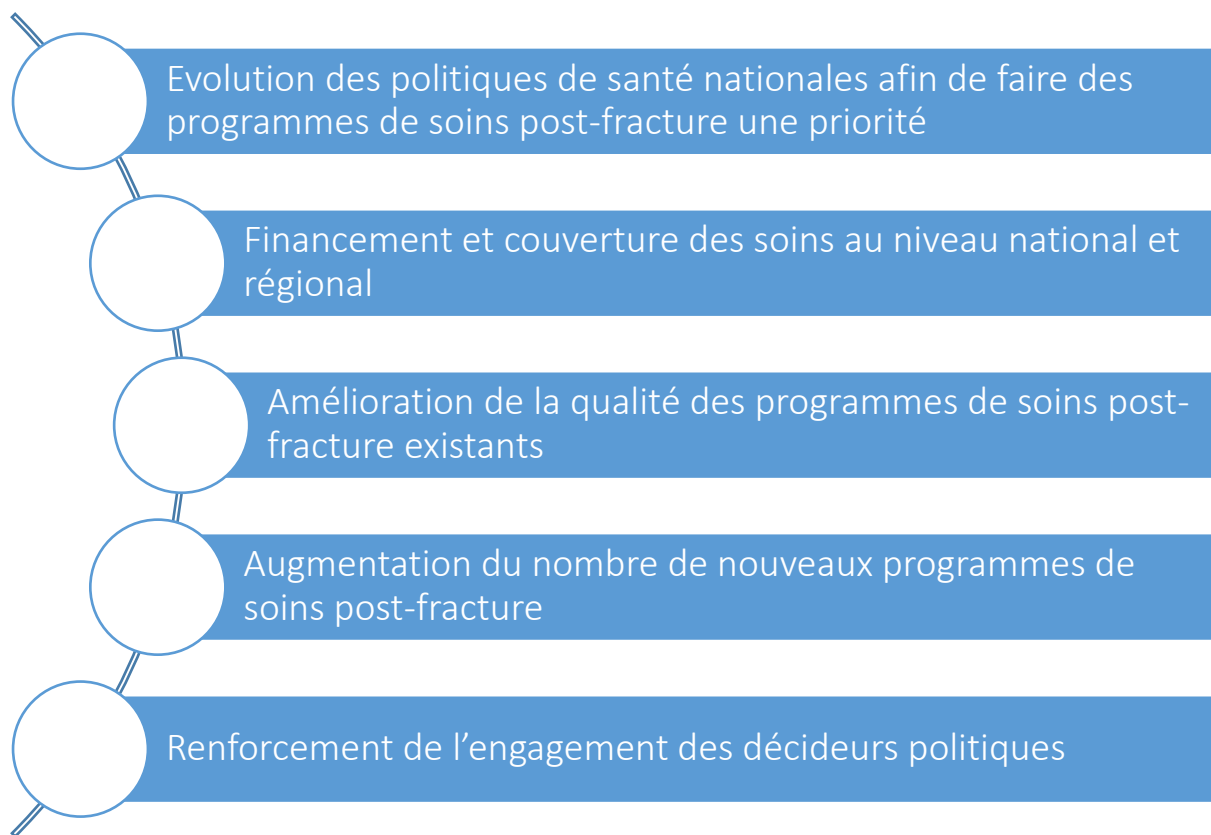 Evolution des politiques de santé nationales afin de faire des
programmes de soins post-fracture une priorité
Financement et couverture des soins au niveau national et
régional
Amélioration de la qualité des programmes de soins post-
fracture existants
Augmentation du nombre de nouveaux programmes de
soins post-fracture
Renforcement de l’engagement des décideurs politiques